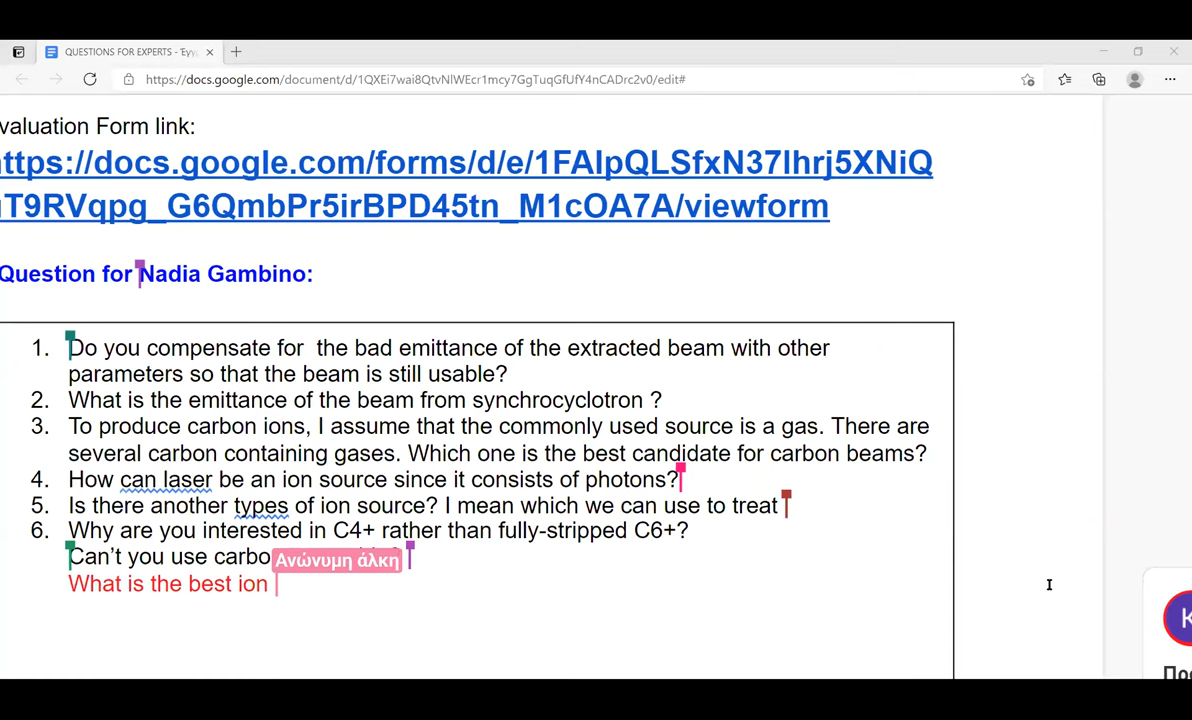 QUESTIONS FOR EXPERTS - Έγγ
https://docs.google.com/document/d/1QXEi7wai8QtvNlWEcr1mcy7GgTuqGfUfY4nCADrc2v0/edit#
valuation Form link:
ttps://docs.google.com/forms/d/e/1FAIpQLSfxN37Ihrj5XNiQ
T9RVqpg_G6QmbPr5irBPD45tn_M1cOA7A/viewform
Question for Nadia Gambino:
1. Do you compensate for the bad emittance of the extracted beam with other
parameters so that the beam is still usable?
2. What is the emittance of the beam from synchrocyclotron ?
3. To produce carbon ions, I assume that the commonly used source is a gas. There are
several carbon containing gases. Which one is the best candidate for carbon beams?
4. How can laser be an ion source since it consists of photons?
5. Is there another types of ion source? I mean which we can use to treat
6. Why are you interested in C4+ rather than fully-stripped C6+?
Can't you use carbo
Ανώνυμη άλκη
What is the best ion
K
Πρ